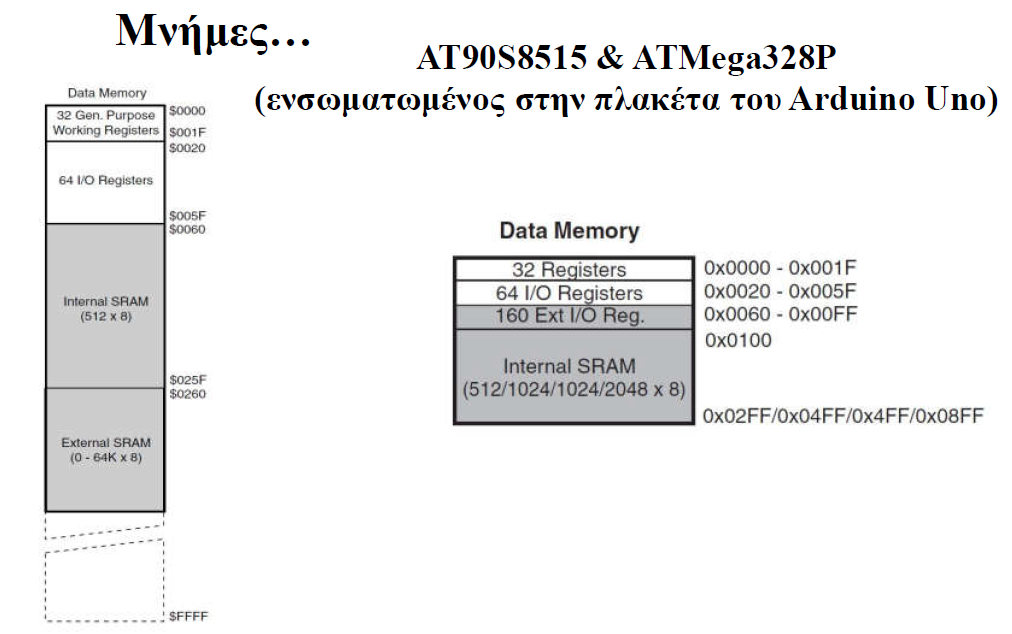 Μνήμες…
AT90S8515 & ATMega328P
(ενσωματωμένος στην πλακέτα του Arduino Uno)
Data Memory
32 Gen. Purpose
Working Registers
$0000
$001F
$0020
64 I/O Registers
$005F
$0060
Internal SRAM
(512 x 8)
$025F
$0260
External SRAM
(0 - 64K x 8)
$FFFF
Data Memory
32 Registers
0x0000 - 0x001F
64 I/O Registers
0x0020 - 0x005F
160 Ext I/O Reg.
0x0060 - 0x00FF
0x0100
Internal SRAM
(512/1024/1024/2048 x 8)
0x02FF/0x04FF/0x4FF/0x08FF